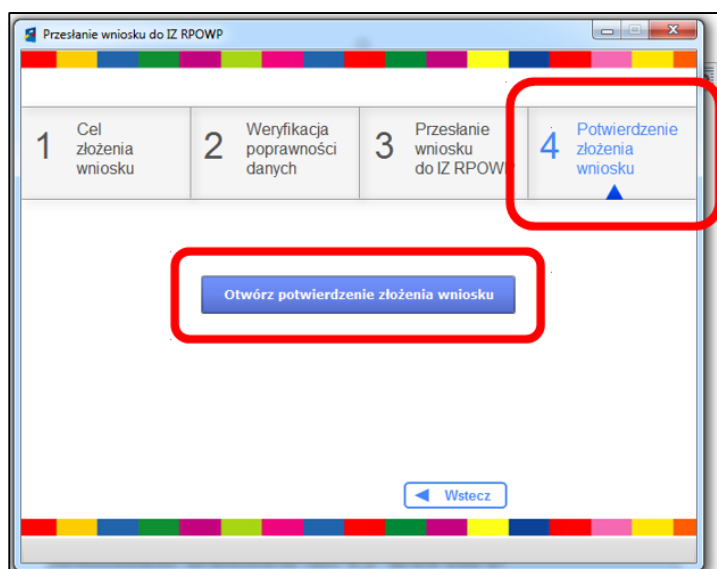 Przesłanie wniosku do IZ RPOWP
1 Cel
złożenia
wniosku
2 Weryfikacja
poprawności
danych
3 Przesłanie
wniosku
do IZ RPOWP
4 Potwierdzenie
złożenia
wniosku
Otwórz potwierdzenie złożenia wniosku
Wstecz